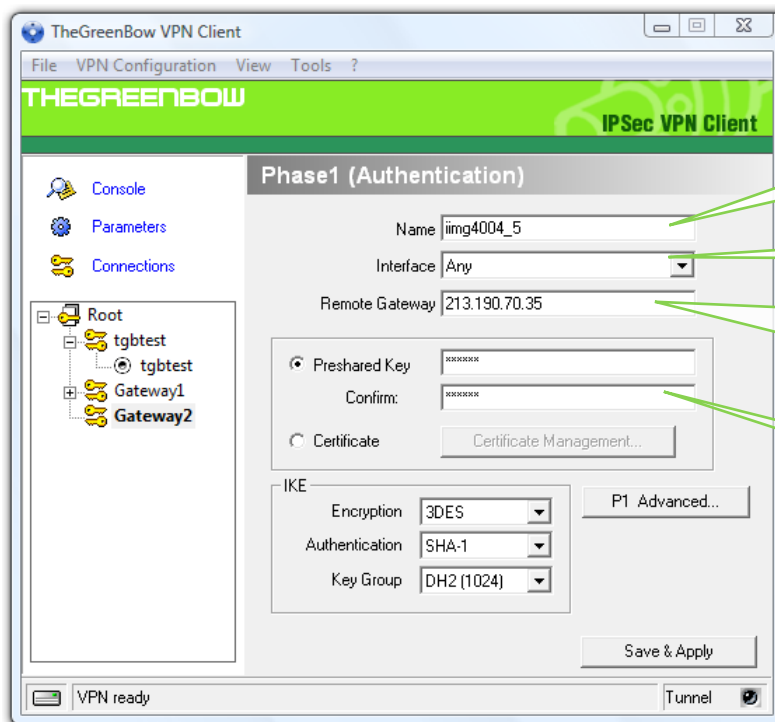 TheGreenBow VPN Client
File VPN Configuration View Tools ?
THEGREENBOW
IPSec VPN Client
Console
Parameters
Connections
Root
tgbtest
tgbtest
Gateway1
Gateway2
Phase1 (Authentication)
Name iimg4004_5
Interface Any
Remote Gateway 213.190.70.35
Preshared Key xxxxxx
Confirm: xxxxxx
Certificate Certificate Management...
IKE
Encryption 3DES
Authentication SHA-1
Key Group DH2 (1024)
P1 Advanced...
Save & Apply
VPN ready Tunnel